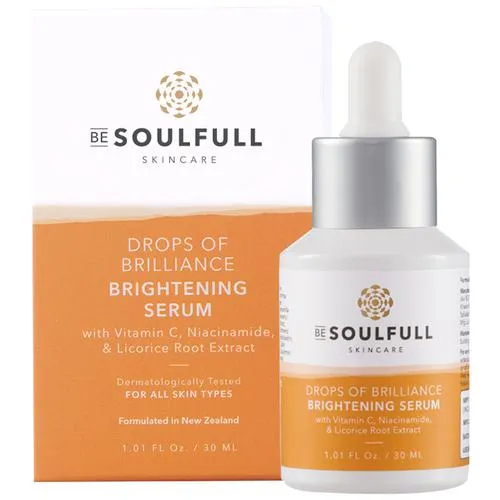 BE SOULFULL
SKINCARE
DROPS OF
BRILLIANCE
BRIGHTENING
SERUM
with Vitamin C, Niacinamide,
& Licorice Root Extract
Dermatologically Tested
FOR ALL SKIN TYPES
Formulated in New Zealand
1.01 FL Oz. / 30 ML
BE SOULFULL
SKINCARE
DROPS OF BRILLIANCE
BRIGHTENING SERUM
with Vitamin C, Niacinamide,
& Licorice Root Extract
1.01 FL Oz. / 30 ML